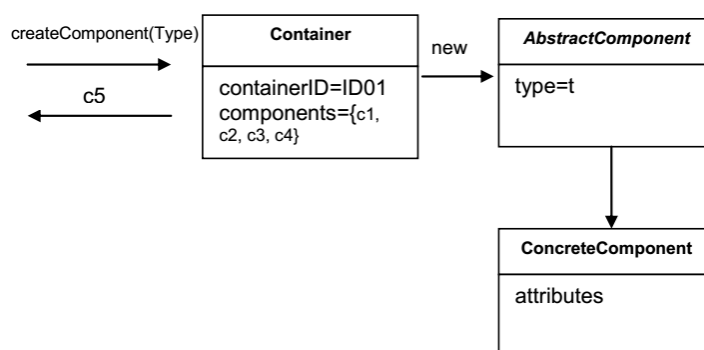 createComponent(Type)
c5
Container
containerID=ID01
components={c1,
c2, c3, c4}
new
AbstractComponent
type=t
ConcreteComponent
attributes